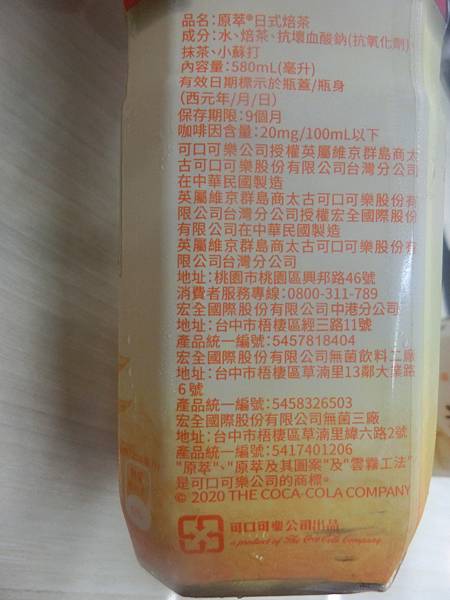 品名:原萃®日式焙茶
成分:水、焙茶、抗壞血酸鈉(抗氧化劑)、
抹茶、小蘇打
內容量:580mL(毫升)
有效日期標示於瓶蓋/瓶身
(西元年/月/日)
保存期限:9個月
咖啡因含量:20mg/100mL以下
可口可樂公司授權英屬維京群島商太
古可口可樂股份有限公司台灣分公司
在中華民國製造
英屬維京群島商太古可口可樂股份有
限公司台灣分公司授權宏全國際股份
有限公司在中華民國製造
英屬維京群島商太古可口可樂股份有
限公司台灣分公司
地址:桃園市桃園區興邦路46號
消費者服務專線:0800-311-789
宏全國際股份有限公司中港分公司
地址:台中市梧棲區經三路11號
產品統一編號:5457818404
宏全國際股份有限公司無菌飲料二廠
地址:台中市梧棲區草湳里13鄰大業路
6號
產品統一編號:5458326503
宏全國際股份有限公司無菌三廠
地址:台中市梧棲區草湳里緯六路2號
產品統一編號:5417401206
"原萃"、"原萃及其圖案"及"雲霧工法"
是可口可樂公司的商標。
© 2020 THE COCA-COLA COMPANY
可口可樂公司出品
a product of The Coca-Cola Company